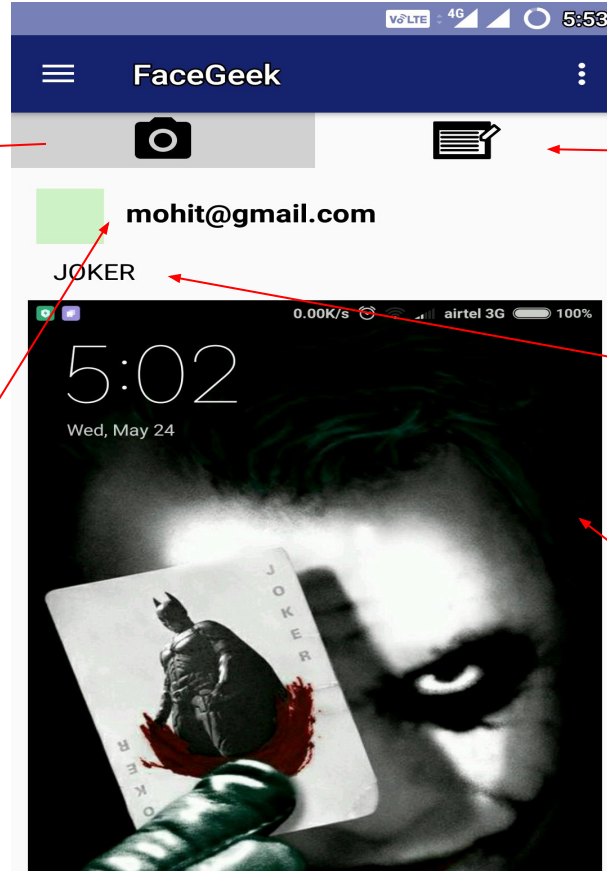 VoLTE 4G 5:53
FaceGeek
mohit@gmail.com
JOKER
0.00K/s airtel 3G 100%
5:02
Wed, May 24
JOKER
JOKER